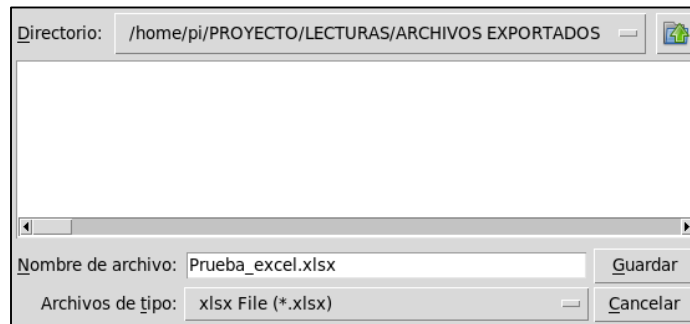 Directorio: /home/pi/PROYECTO/LECTURAS/ARCHIVOS EXPORTADOS
Nombre de archivo: Prueba_excel.xlsx Guardar
Archivos de tipo: xlsx File (*.xlsx) Cancelar